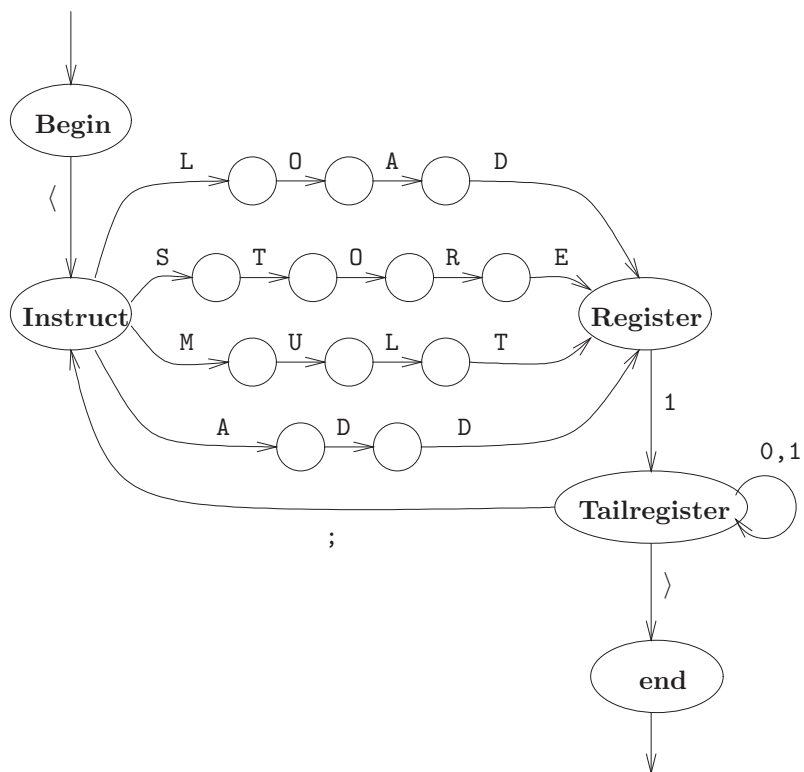 Begin
⟨
L O A D
S T O R E
Instruct
Register
M U L T
A D D
1
0,1
Tailregister
;
⟩
end